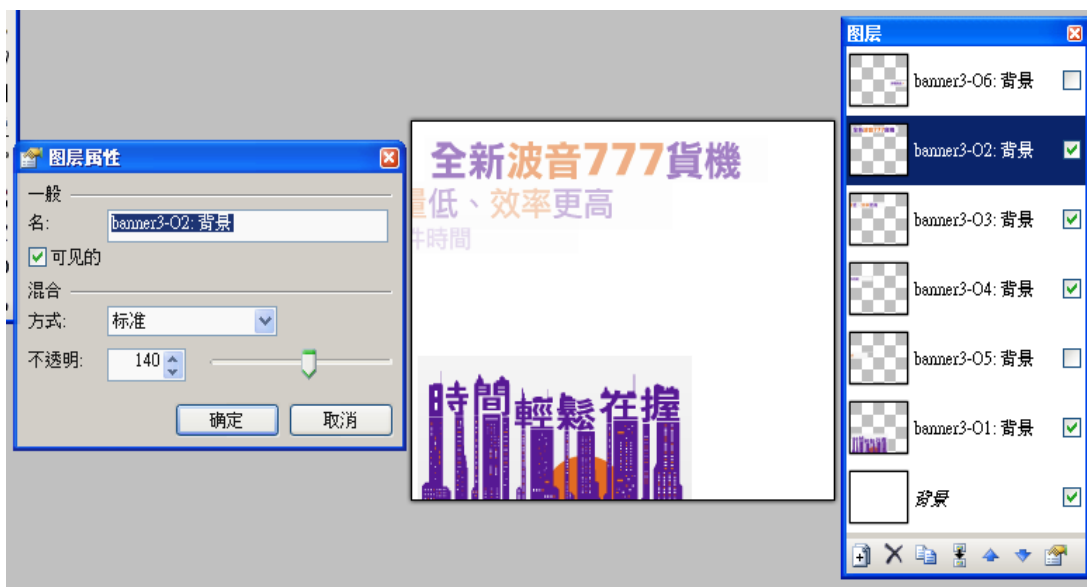 图层属性
一般
名:
banner3-O2: 背景
可见的
混合
方式:
标准
不透明:
140
确定
取消
全新波音777貨機
量低、效率更高
件時間
時間輕鬆在握
图层
banner3-O6: 背景
banner3-O2: 背景
banner3-O3: 背景
banner3-O4: 背景
banner3-O5: 背景
banner3-O1: 背景
背景